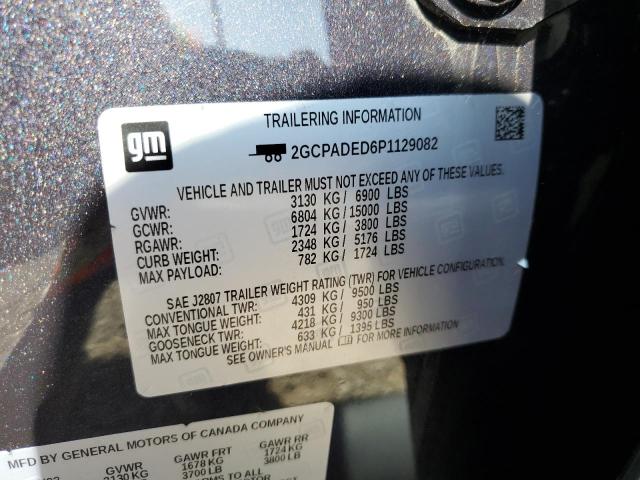 TRAILERING INFORMATION
gm
2GCPADED6P1129082
VEHICLE AND TRAILER MUST NOT EXCEED ANY OF THESE VALUES.
GVWR: 3130 KG / 6900 LBS
GCWR: 6804 KG / 15000 LBS
RGAWR: 1724 KG / 3800 LBS
CURB WEIGHT: 2348 KG / 5176 LBS
MAX PAYLOAD: 782 KG / 1724 LBS
SAE J2807 TRAILER WEIGHT RATING (TWR) FOR VEHICLE CONFIGURATION.
CONVENTIONAL TWR: 4309 KG / 9500 LBS
MAX TONGUE WEIGHT: 431 KG / 950 LBS
GOOSENECK TWR: 4218 KG / 9300 LBS
MAX TONGUE WEIGHT: 633 KG / 1395 LBS
SEE OWNER'S MANUAL FOR MORE INFORMATION
MFD BY GENERAL MOTORS OF CANADA COMPANY
GVWR GAWR FRT GAWR RR
3130 KG 1678 KG 1724 KG
3700 LB 3800 LB